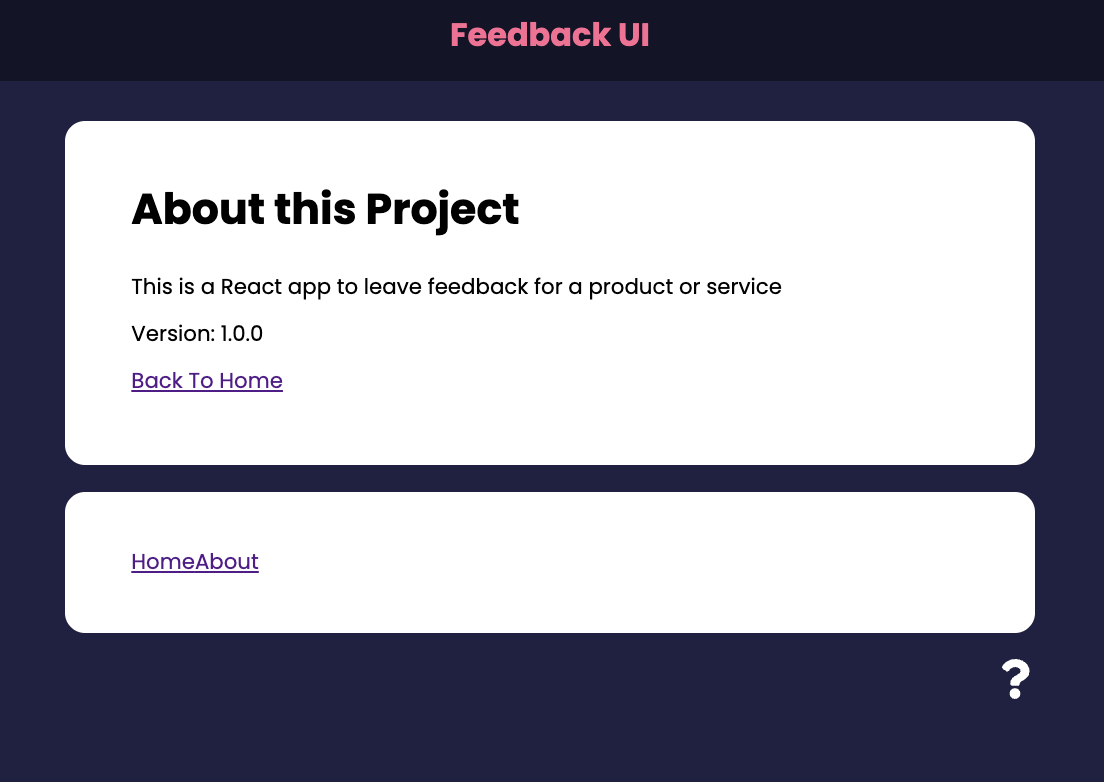 Feedback UI
About this Project
This is a React app to leave feedback for a product or service
Version: 1.0.0
Back To Home
HomeAbout
?